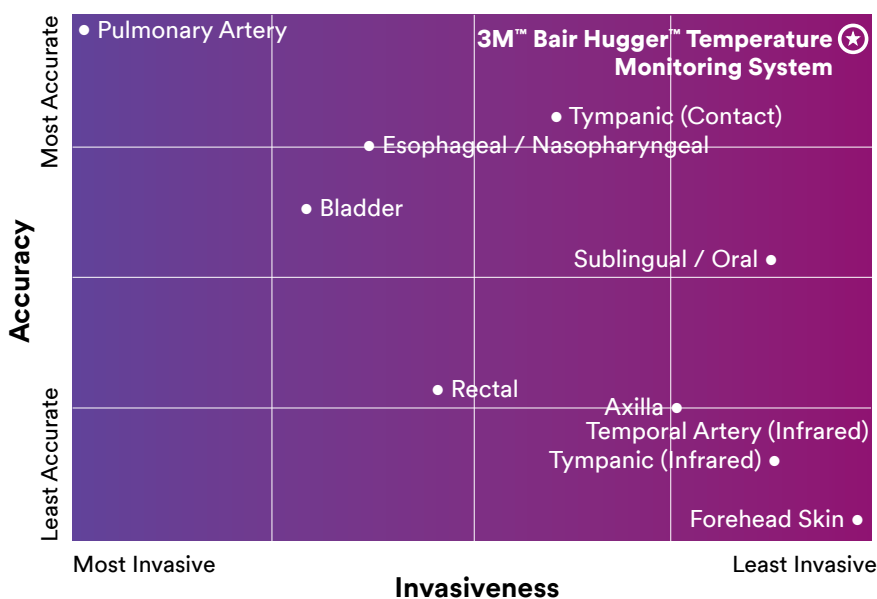 Pulmonary Artery
3M™ Bair Hugger™ Temperature
Monitoring System
Tympanic (Contact)
Esophageal / Nasopharyngeal
Bladder
Sublingual / Oral
Rectal
Axilla
Temporal Artery (Infrared)
Tympanic (Infrared)
Forehead Skin
Most Accurate
Accuracy
Least Accurate
Most Invasive
Least Invasive
Invasiveness